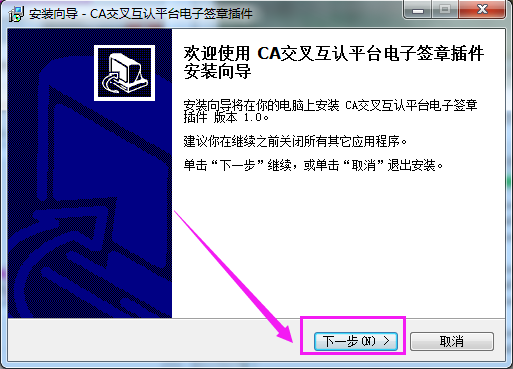 安装向导 - CA交叉互认平台电子签章插件
欢迎使用 CA交叉互认平台电子签章插件
安装向导
安装向导将在你的电脑上安装 CA交叉互认平台电子签章
插件 版本 1.0。
建议你在继续之前关闭所有其它应用程序。
单击“下一步”继续，或单击“取消”退出安装。
下一步(N) >
取消